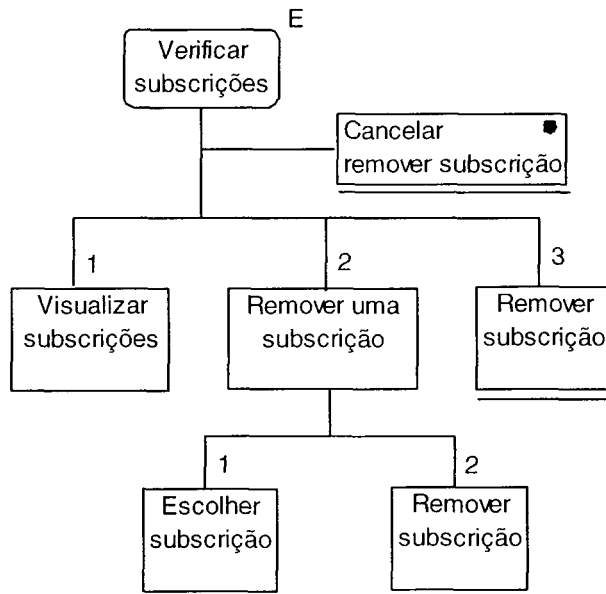 E
Verificar
subscrições
Cancelar
remover subscrição
1
2
3
Visualizar
subscrições
Remover uma
subscrição
Remover
subscrição
1
2
Escolher
subscrição
Remover
subscrição